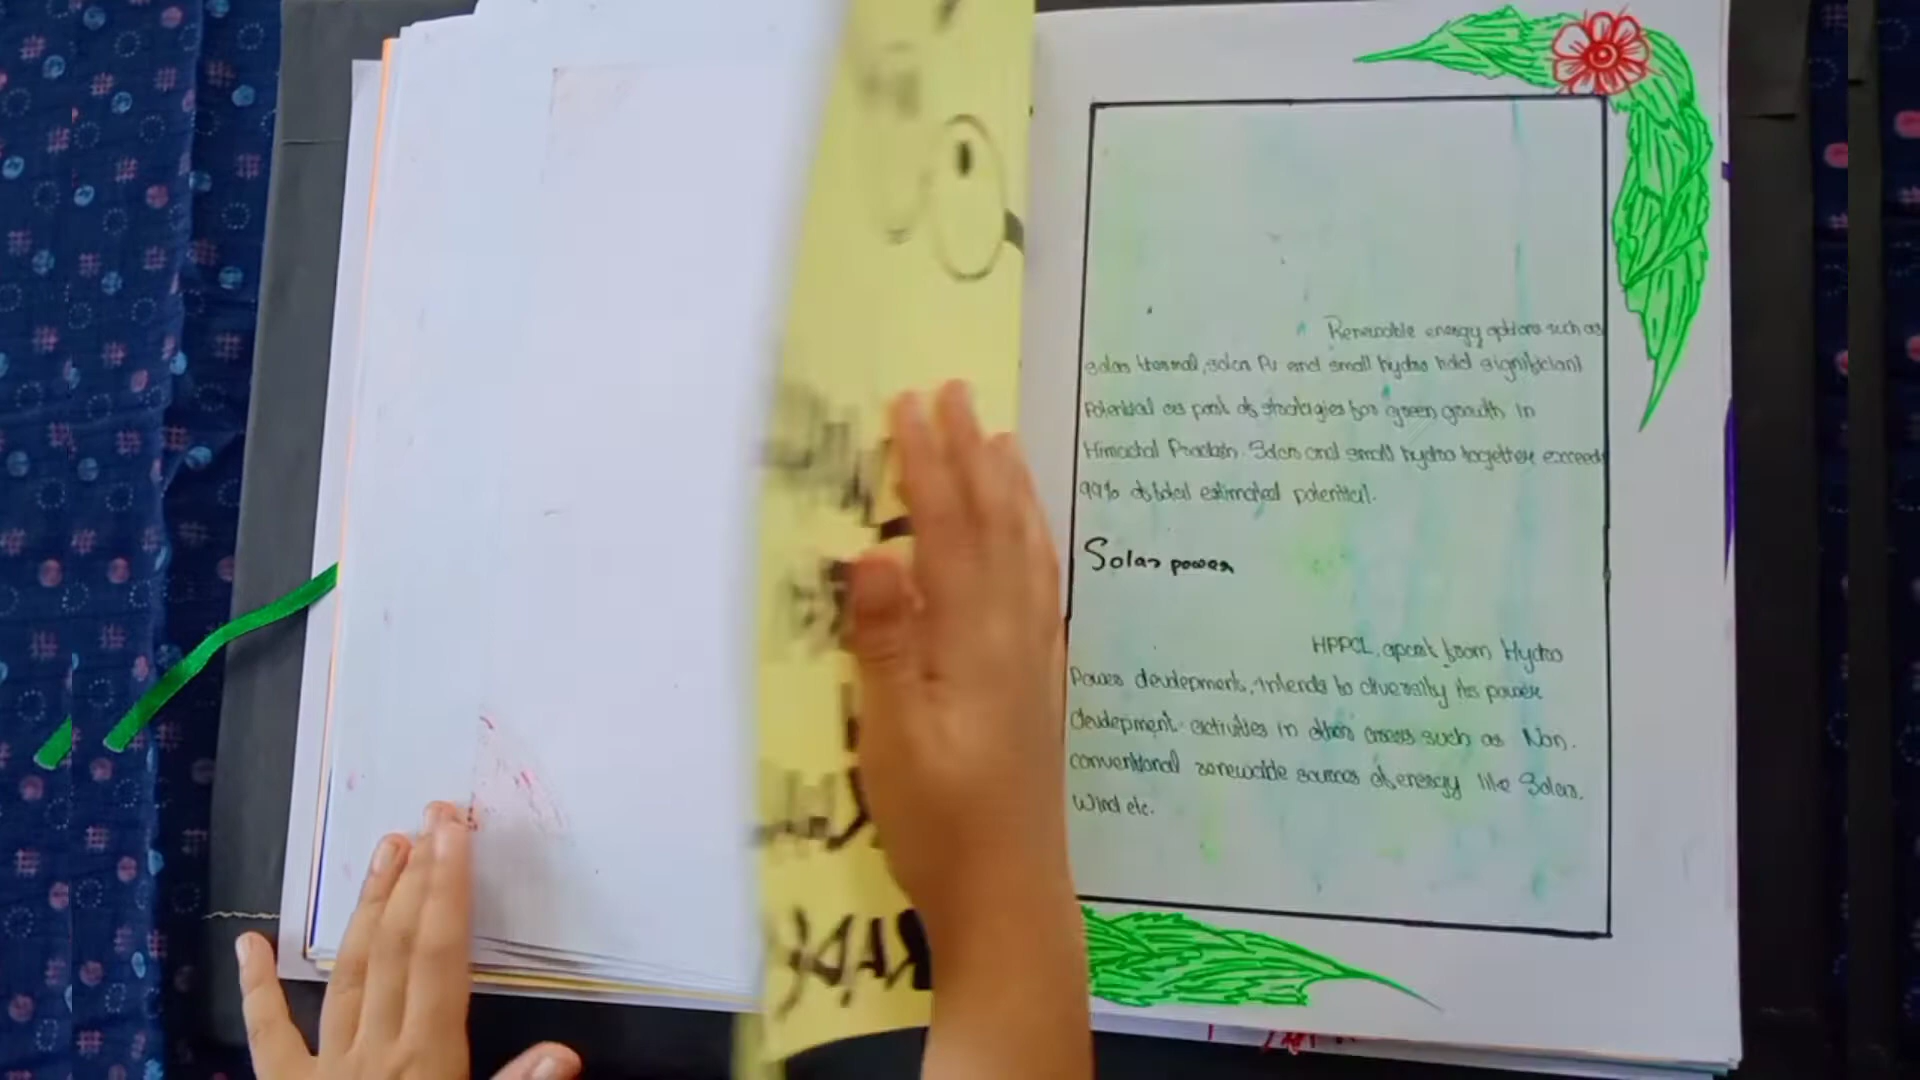 Renewable energy options such as
solar thermal, solar Pv and small hydro hold significiant
Potential as part of strategies for green growth in
Himachal Pradesh. Solar and small hydro together exceeds
99% of total estimated potential.
Solar power
HPPCL, apart from Hydro
Power development, intends to diversity its power
development activities in other areas such as Non.
conventional renewable sources of energy like Solar,
Wind etc.